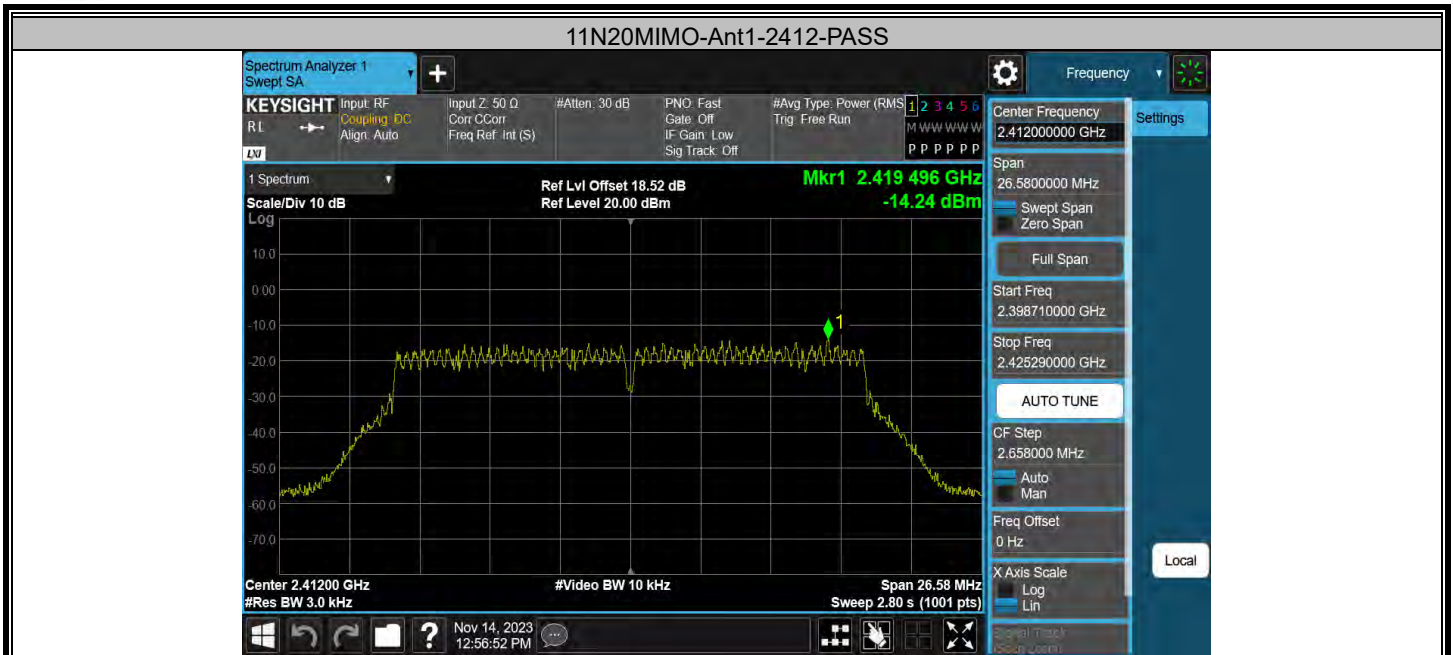 11N20MIMO-Ant1-2412-PASS
Spectrum Analyzer 1
Swept SA
+
Frequency
KEYSIGHT
RL
LXI
Input: RF
Coupling: DC
Align: Auto
Input Z: 50 Ω
Corr CCorr
Freq Ref: Int (S)
#Atten: 30 dB
PNO: Fast
Gate: Off
IF Gain: Low
Sig Track: Off
#Avg Type: Power (RMS
Trig: Free Run
1 2 3 4 5 6
M W W W W W
P P P P P P
Center Frequency
2.412000000 GHz
Settings
Span
26.5800000 MHz
Swept Span
Zero Span
Full Span
Start Freq
2.398710000 GHz
Stop Freq
2.425290000 GHz
AUTO TUNE
CF Step
2.658000 MHz
Auto
Man
Freq Offset
0 Hz
X Axis Scale
Log
Lin
Signal Track
(Span Zoom)
Local
1 Spectrum
Scale/Div 10 dB
Ref Lvl Offset 18.52 dB
Ref Level 20.00 dBm
Mkr1 2.419 496 GHz
-14.24 dBm
Log
10.0
0.00
-10.0
-20.0
-30.0
-40.0
-50.0
-60.0
-70.0
1
Center 2.41200 GHz
#Video BW 10 kHz
Span 26.58 MHz
#Res BW 3.0 kHz
Sweep 2.80 s (1001 pts)
?
Nov 14, 2023
12:56:52 PM